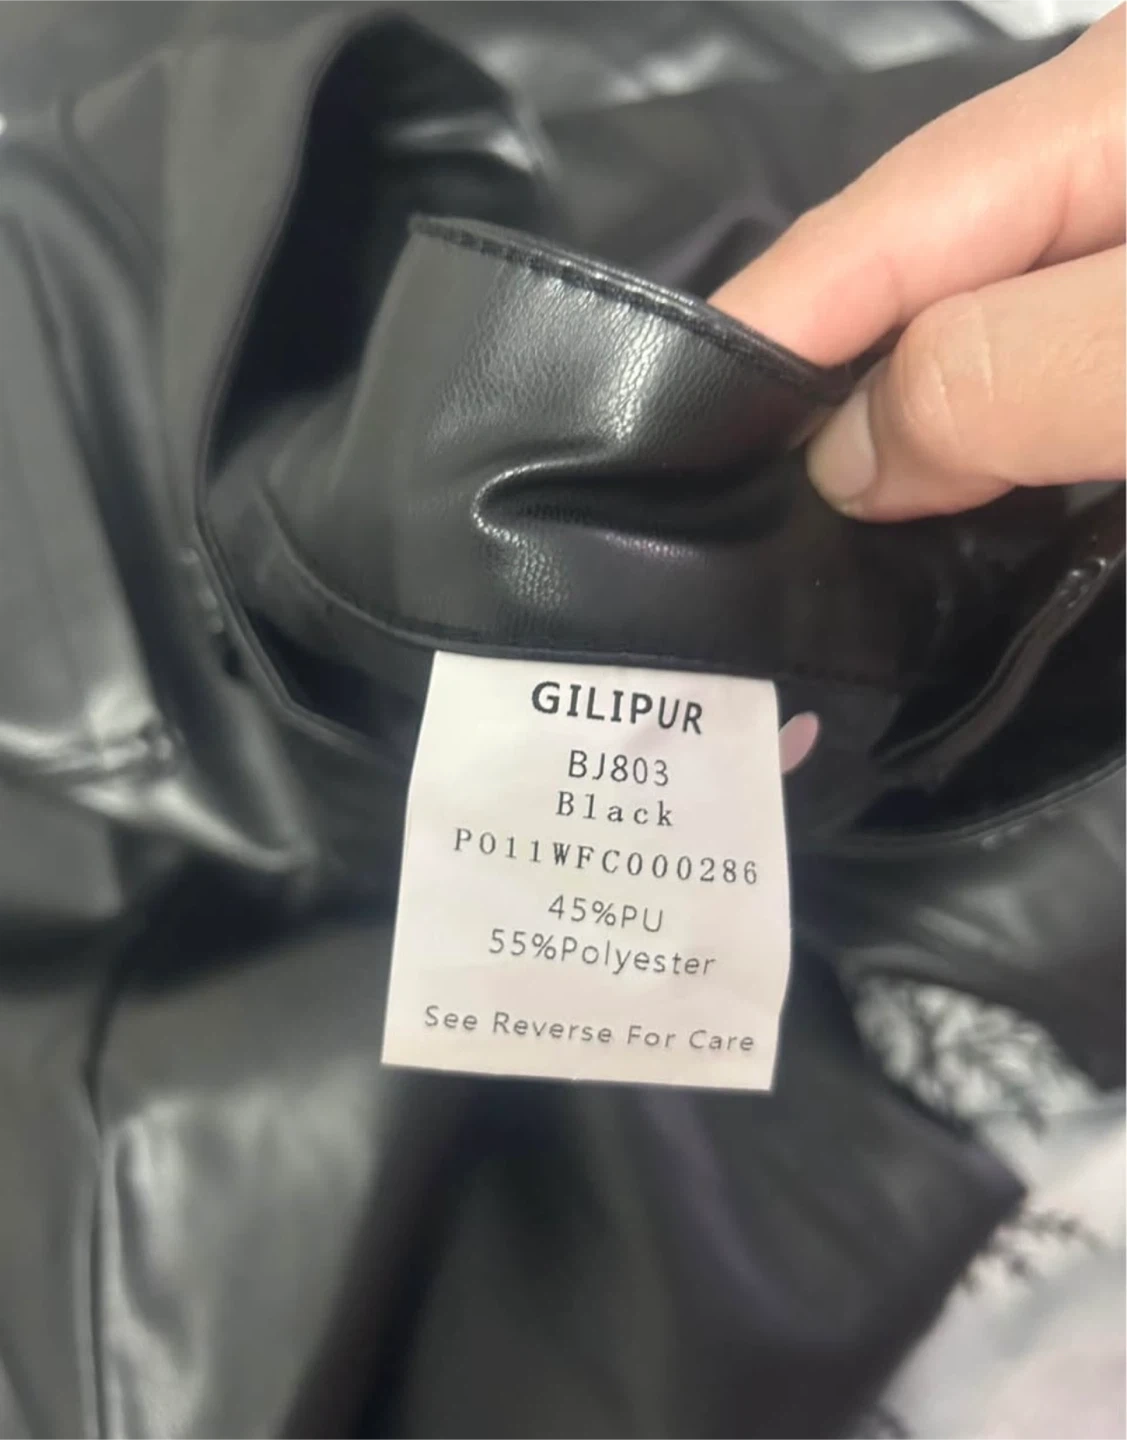 GILIPUR
BJ803
Black
P011WFC000286
45%PU
55%Polyester
See Reverse For Care